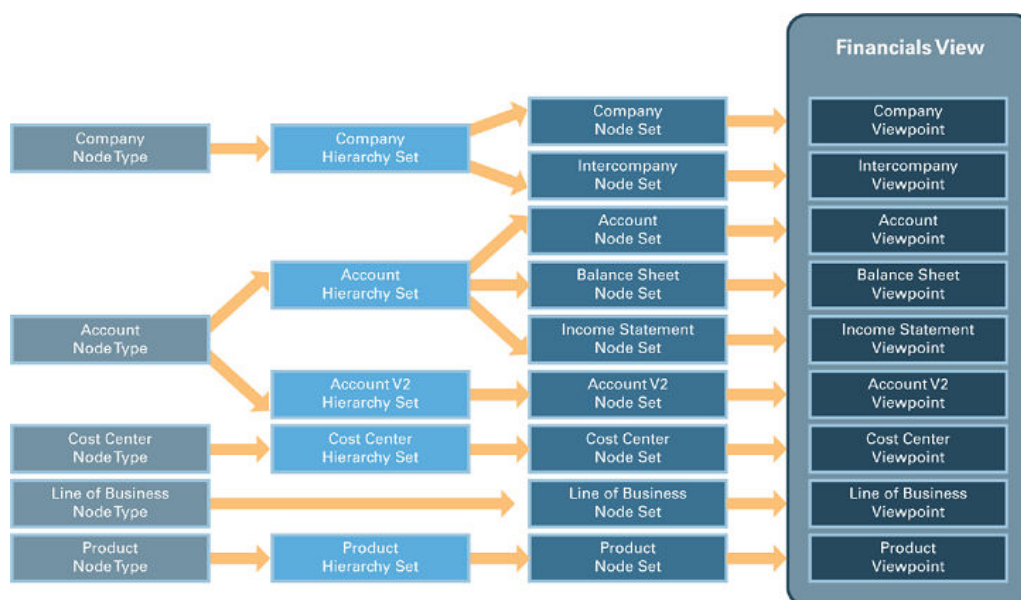 Financials View
Company
Node Type
Company
Hierarchy Set
Company
Node Set
Company
Viewpoint
Intercompany
Node Set
Intercompany
Viewpoint
Account
Node Type
Account
Hierarchy Set
Account
Node Set
Account
Viewpoint
Balance Sheet
Node Set
Balance Sheet
Viewpoint
Income Statement
Node Set
Income Statement
Viewpoint
Account V2
Hierarchy Set
Account V2
Node Set
Account V2
Viewpoint
Cost Center
Node Type
Cost Center
Hierarchy Set
Cost Center
Node Set
Cost Center
Viewpoint
Line of Business
Node Type
Line of Business
Node Set
Line of Business
Viewpoint
Product
Node Type
Product
Hierarchy Set
Product
Node Set
Product
Viewpoint